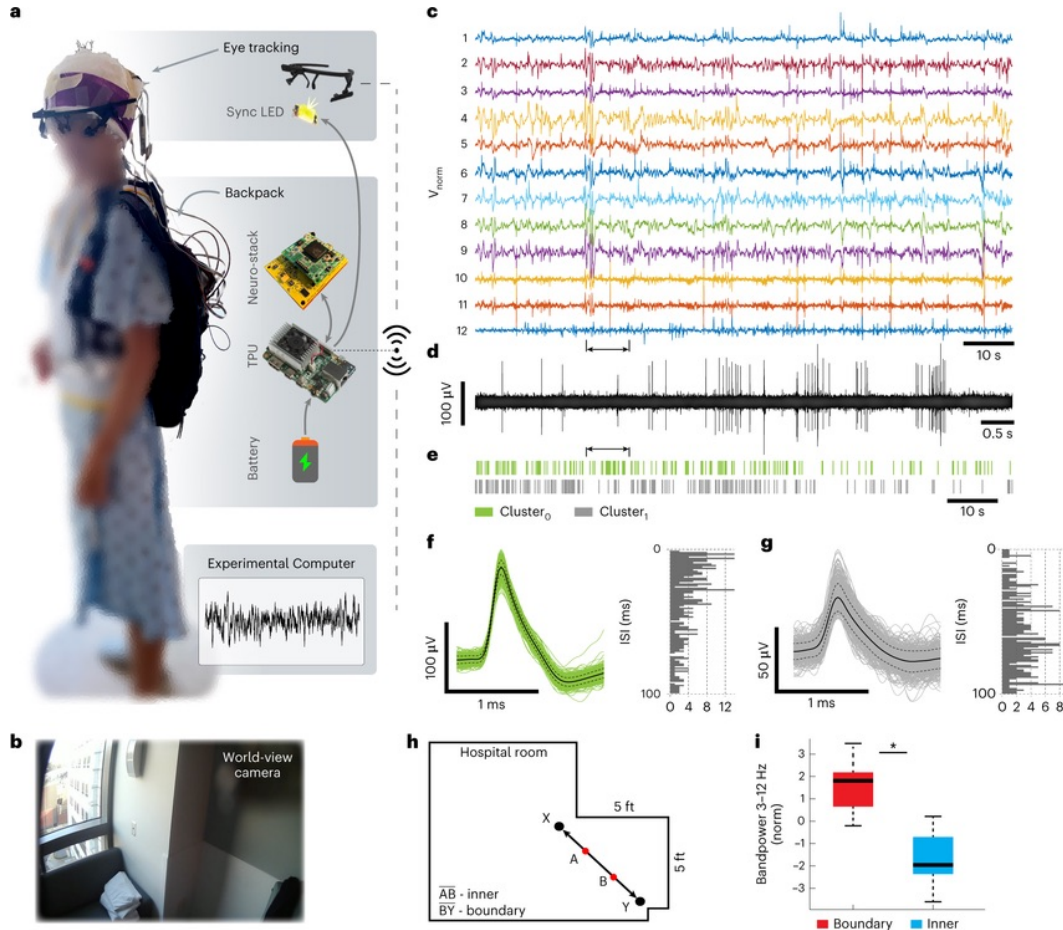 a
Eye tracking
Sync LED
Backpack
Neuro-stack
TPU
Battery
Experimental Computer
b
World-view
camera
c
V_norm
1
2
3
4
5
6
7
8
9
10
11
12
10 s
d
100 µV
0.5 s
e
10 s
Cluster₀ Cluster₁
f
100 µV
1 ms
ISI (ms)
0
100
0 4 8 12
g
50 µV
1 ms
ISI (ms)
0
100
0 2 4 6 8
h
Hospital room
5 ft
5 ft
X
A
B
Y
A̅B̅ - inner
B̅Y̅ - boundary
i
Bandpower 3–12 Hz
(norm)
3
2
1
0
–1
–2
–3
*
Boundary Inner